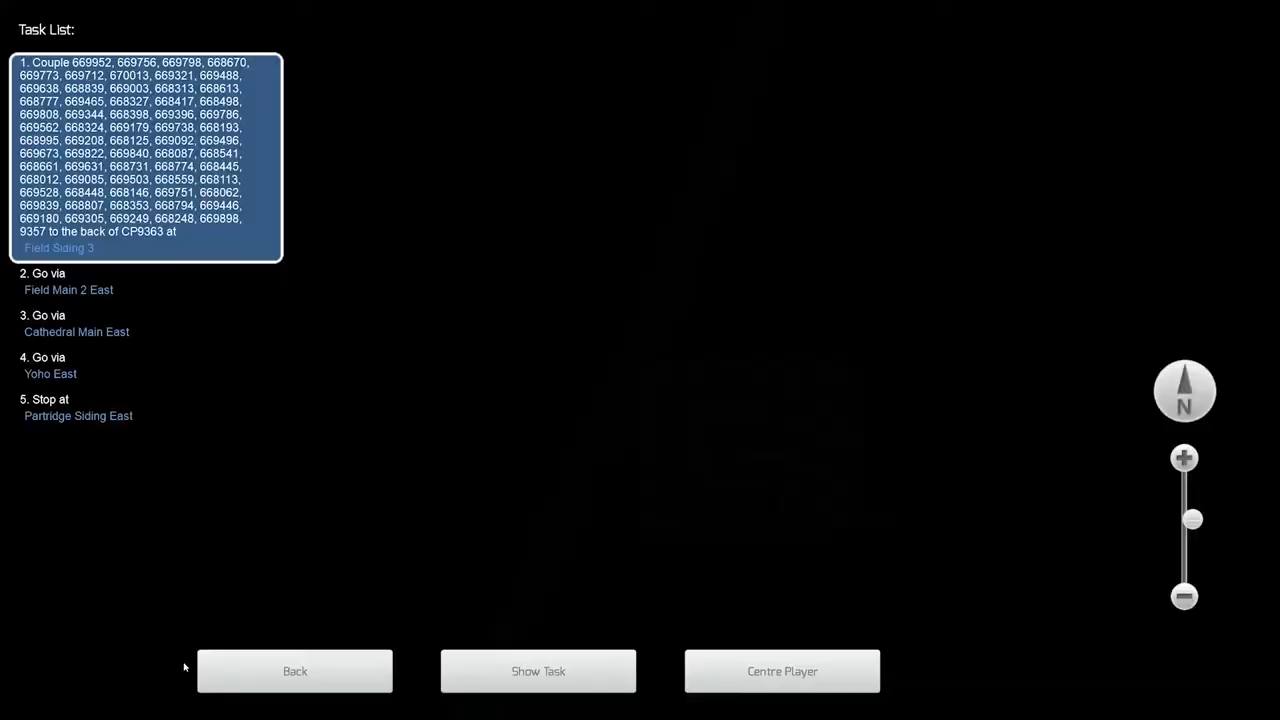 Task List:
1. Couple 669952, 669756, 669798, 668670,
669773, 669712, 670013, 669321, 669488,
669638, 668839, 669003, 668313, 668613,
668777, 669465, 668327, 668417, 668498,
669808, 669344, 668398, 669396, 669786,
669562, 668324, 669179, 669738, 668193,
668995, 669208, 668125, 669092, 669496,
669673, 669822, 669840, 668087, 668541,
668661, 669631, 668731, 668774, 668445,
668012, 669085, 669503, 668559, 668113,
669528, 668448, 668146, 669751, 668062,
669839, 668807, 668353, 668794, 669446,
669180, 669305, 669249, 668248, 669898,
9357 to the back of CP9363 at
Field Siding 3
2. Go via
Field Main 2 East
3. Go via
Cathedral Main East
4. Go via
Yoho East
5. Stop at
Partridge Siding East
N
Back
Show Task
Centre Player